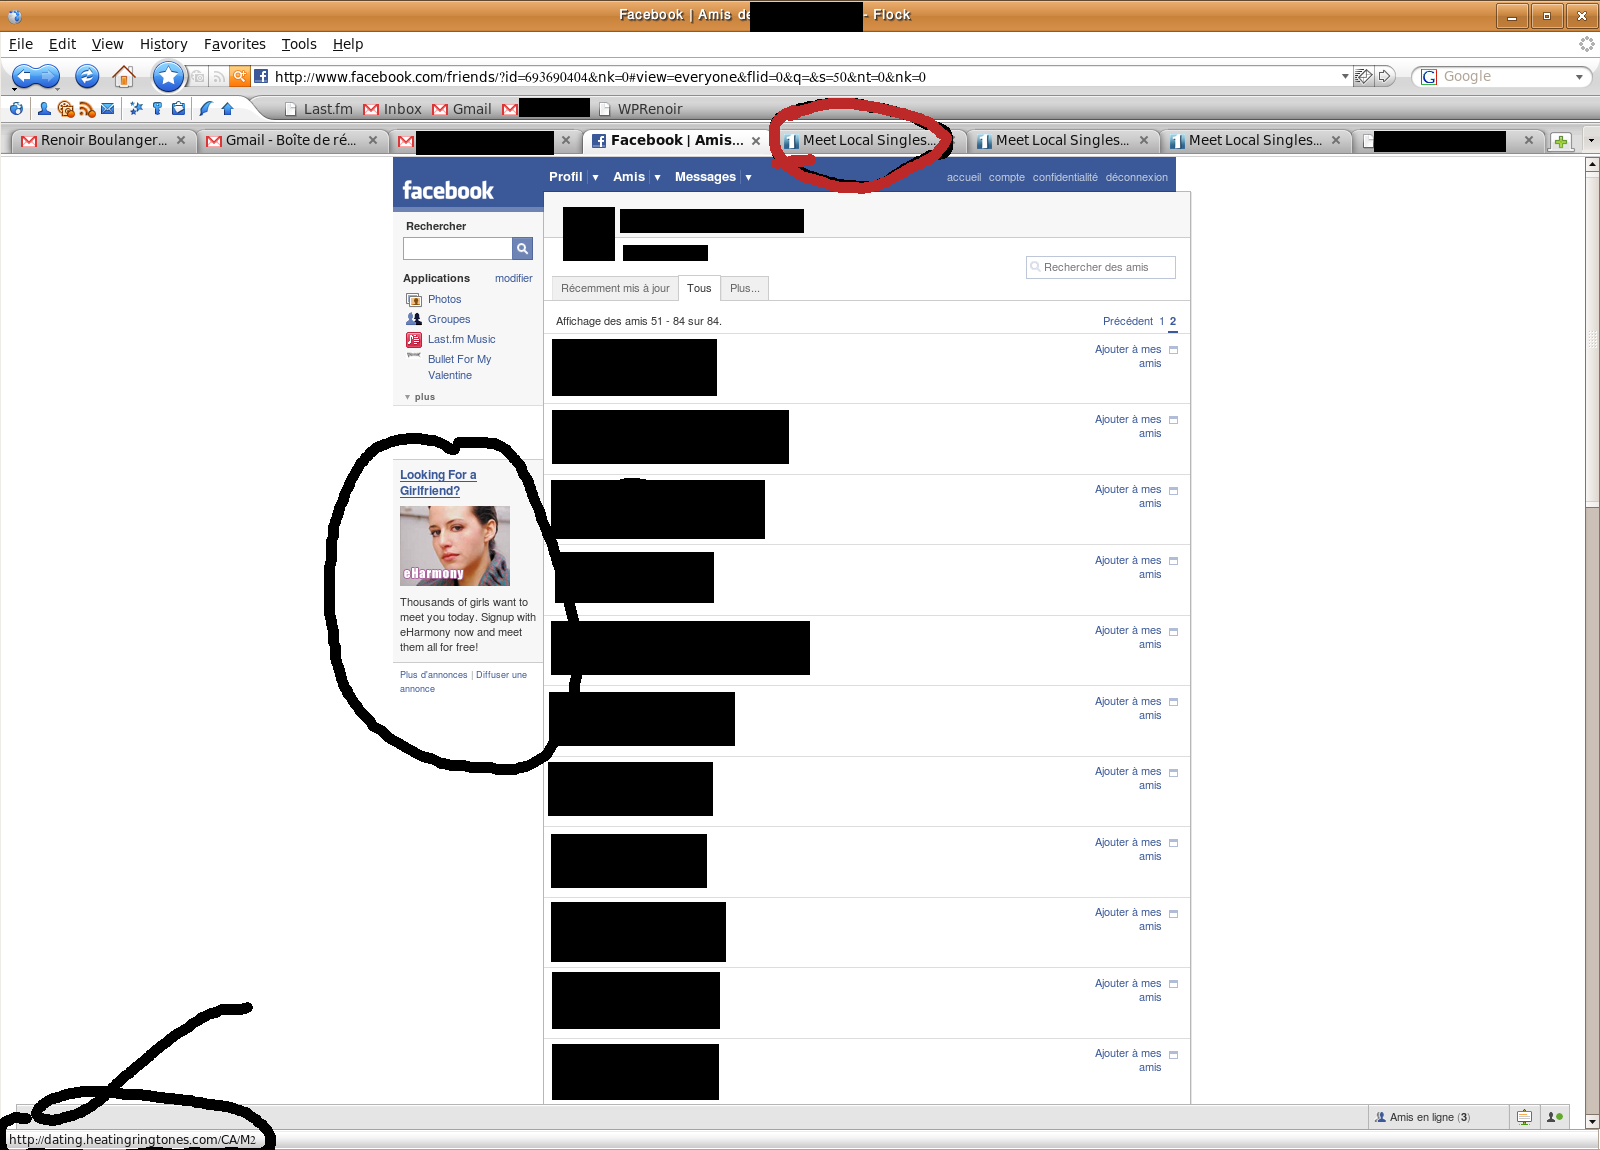 Facebook | Amis de - Flock
File Edit View History Favorites Tools Help
http://www.facebook.com/friends/?id=693690404&nk=0#view=everyone&flid=0&q=&s=50&nt=0&nk=0
Google
Last.fm Inbox Gmail WPRenoir
Renoir Boulanger... Gmail - Boîte de ré... Facebook | Amis... Meet Local Singles... Meet Local Singles... Meet Local Singles...
facebook
Profil Amis Messages accueil compte confidentialité déconnexion
Rechercher
Applications modifier
Photos
Groupes
Last.fm Music
Bullet For My
Valentine
plus
Looking For a
Girlfriend?
eHarmony
Thousands of girls want to
meet you today. Signup with
eHarmony now and meet
them all for free!
Plus d'annonces | Diffuser une
annonce
Rechercher des amis
Récemment mis à jour Tous Plus...
Affichage des amis 51 - 84 sur 84. Précédent 1 2
Ajouter à mes
amis
Ajouter à mes
amis
Ajouter à mes
amis
Ajouter à mes
amis
Ajouter à mes
amis
Ajouter à mes
amis
Ajouter à mes
amis
Ajouter à mes
amis
Ajouter à mes
amis
Ajouter à mes
amis
Ajouter à mes
amis
Amis en ligne (3)
http://dating.heatingringtones.com/CA/M2